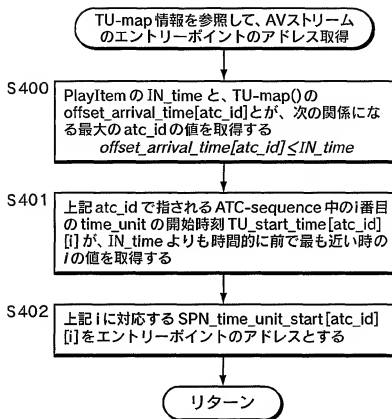 TU-map 情報を参照して、AVストリーム
のエントリーポイントのアドレス取得
S400
PlayItem の IN_time と、TU-map()の
offset_arrival_time[atc_id]とが、次の関係にな
る最大の atc_id の値を取得する
offset_arrival_time[atc_id]≦IN_time
S401
上記 atc_id で指される ATC-sequence 中の i 番目
の time_unit の開始時刻 TU_start_time[atc_id]
[i] が、IN_time よりも時間的に前で最も近い時の
i の値を取得する
S402
上記 i に対応する SPN_time_unit_start[atc_id]
[i]をエントリーポイントのアドレスとする
リターン